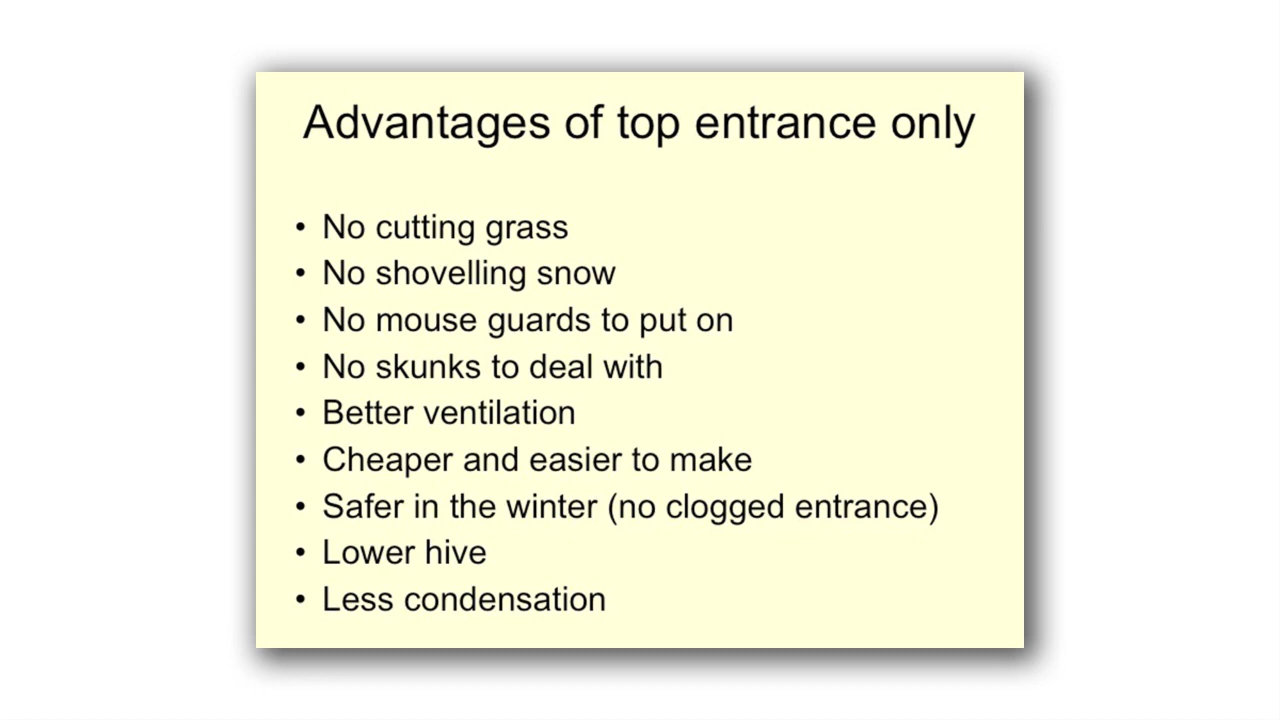 Advantages of top entrance only
• No cutting grass
• No shovelling snow
• No mouse guards to put on
• No skunks to deal with
• Better ventilation
• Cheaper and easier to make
• Safer in the winter (no clogged entrance)
• Lower hive
• Less condensation